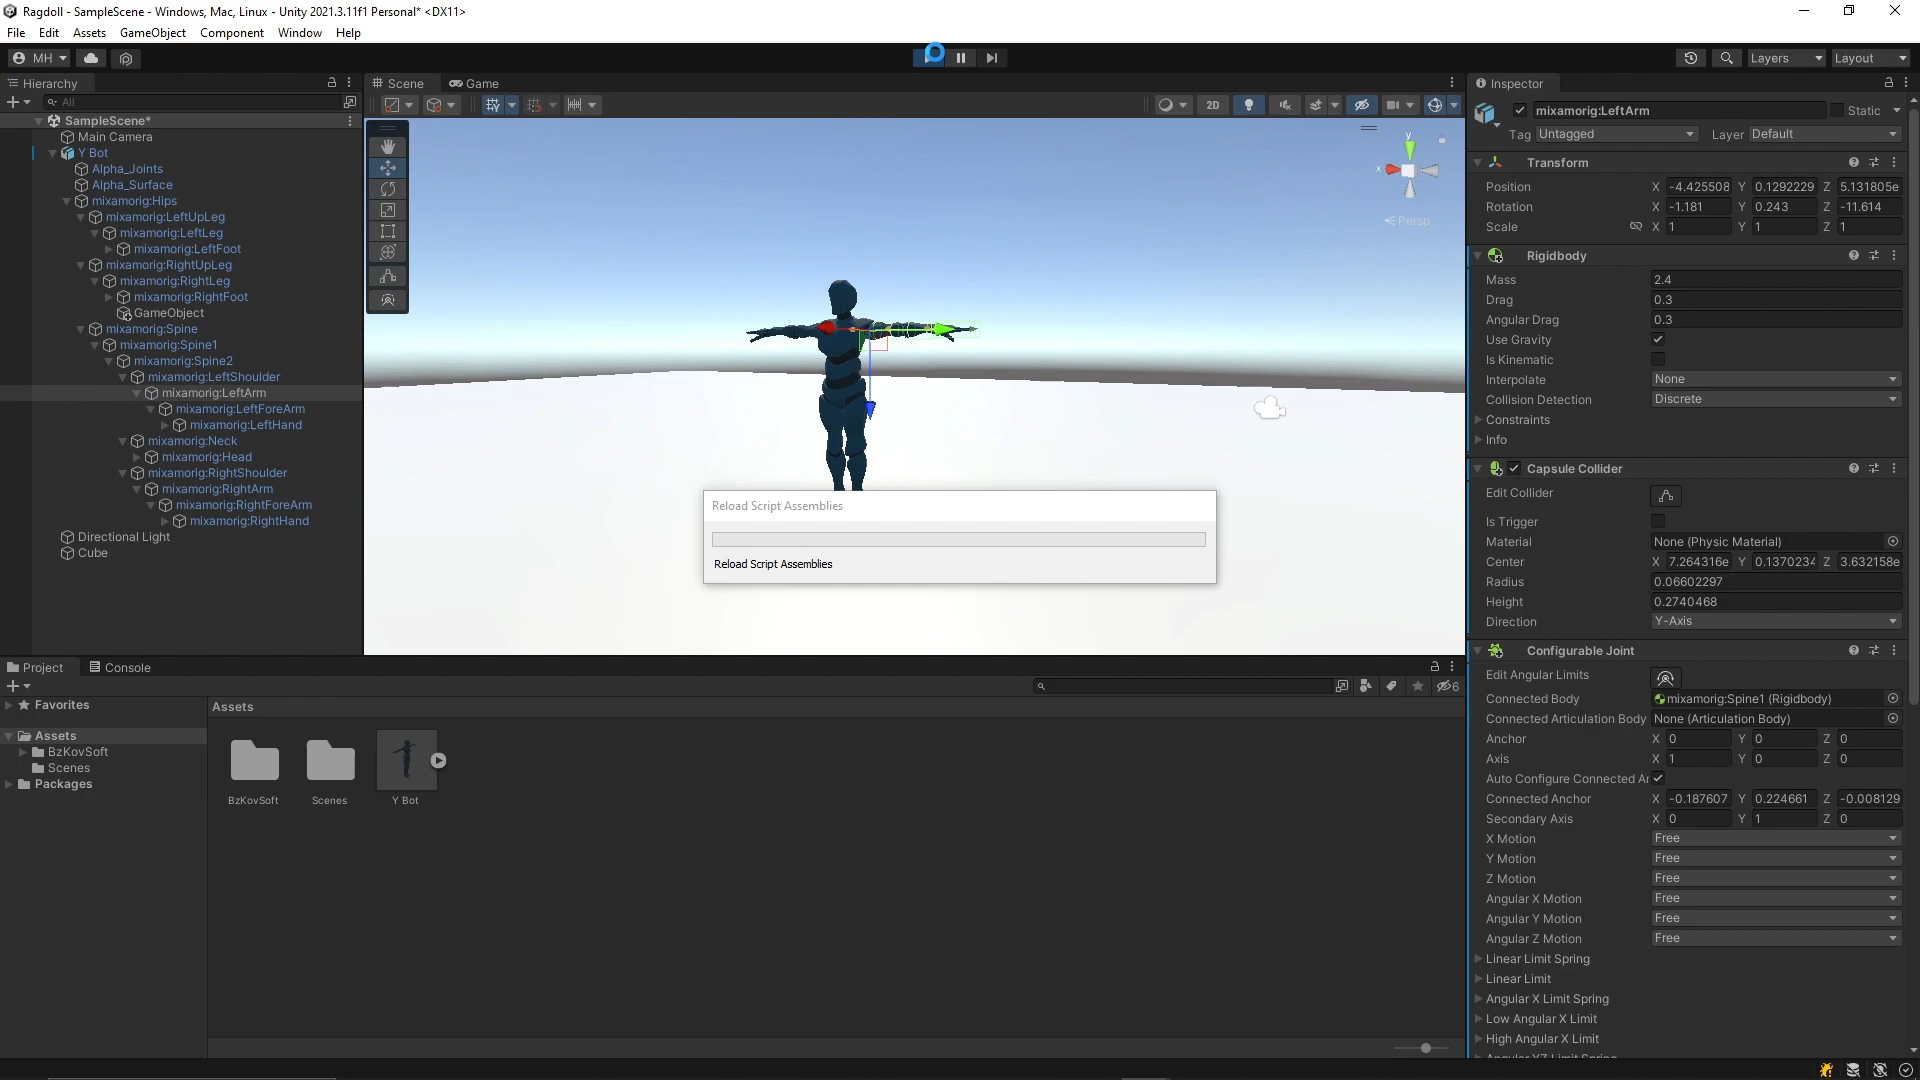 Ragdoll - SampleScene - Windows, Mac, Linux - Unity 2021.3.11f1 Personal* <DX11>
File Edit Assets GameObject Component Window Help
MH Layers Layout
Hierarchy
All
SampleScene*
Main Camera
Y Bot
Alpha_Joints
Alpha_Surface
mixamorig:Hips
mixamorig:LeftUpLeg
mixamorig:LeftLeg
mixamorig:LeftFoot
mixamorig:RightUpLeg
mixamorig:RightLeg
mixamorig:RightFoot
GameObject
mixamorig:Spine
mixamorig:Spine1
mixamorig:Spine2
mixamorig:LeftShoulder
mixamorig:LeftArm
mixamorig:LeftForeArm
mixamorig:LeftHand
mixamorig:Neck
mixamorig:Head
mixamorig:RightShoulder
mixamorig:RightArm
mixamorig:RightForeArm
mixamorig:RightHand
Directional Light
Cube
Scene Game
2D
y
x
Persp
Reload Script Assemblies
Reload Script Assemblies
Project Console
6
Favorites
Assets
BzKovSoft
Scenes
Packages
Assets
BzKovSoft Scenes Y Bot
Inspector
mixamorig:LeftArm Static
Tag Untagged Layer Default
Transform
Position X -4.425508 Y 0.1292229 Z 5.131805e
Rotation X -1.181 Y 0.243 Z -11.614
Scale X 1 Y 1 Z 1
Rigidbody
Mass 2.4
Drag 0.3
Angular Drag 0.3
Use Gravity
Is Kinematic
Interpolate None
Collision Detection Discrete
Constraints
Info
Capsule Collider
Edit Collider
Is Trigger
Material None (Physic Material)
Center X 7.264316e Y 0.1370234 Z 3.632158e
Radius 0.06602297
Height 0.2740468
Direction Y-Axis
Configurable Joint
Edit Angular Limits
Connected Body mixamorig:Spine1 (Rigidbody)
Connected Articulation Body None (Articulation Body)
Anchor X 0 Y 0 Z 0
Axis X 1 Y 0 Z 0
Auto Configure Connected Ar
Connected Anchor X -0.187607 Y 0.224661 Z -0.008129
Secondary Axis X 0 Y 1 Z 0
X Motion Free
Y Motion Free
Z Motion Free
Angular X Motion Free
Angular Y Motion Free
Angular Z Motion Free
Linear Limit Spring
Linear Limit
Angular X Limit Spring
Low Angular X Limit
High Angular X Limit
Angular YZ Limit Spring